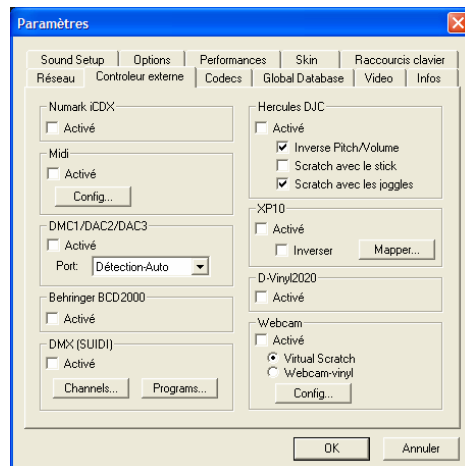 Paramètres
Sound Setup Options Performances Skin Raccourcis clavier
Réseau Controleur externe Codecs Global Database Video Infos
Numark iCDX
Activé
Midi
Activé
Config...
DMC1/DAC2/DAC3
Activé
Port: Détection-Auto
Behringer BCD2000
Activé
DMX (SUIDI)
Activé
Channels... Programs...
Hercules DJC
Activé
Inverse Pitch/Volume
Scratch avec le stick
Scratch avec les joggles
XP10
Activé
Inverser Mapper...
D-Vinyl2020
Activé
Webcam
Activé
Virtual Scratch
Webcam-vinyl
Config...
OK Annuler